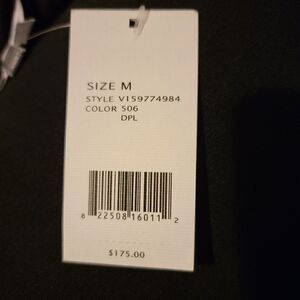 SIZE M
STYLE V159774984
COLOR 506
DPL
8 22508 16011 2
$175.00